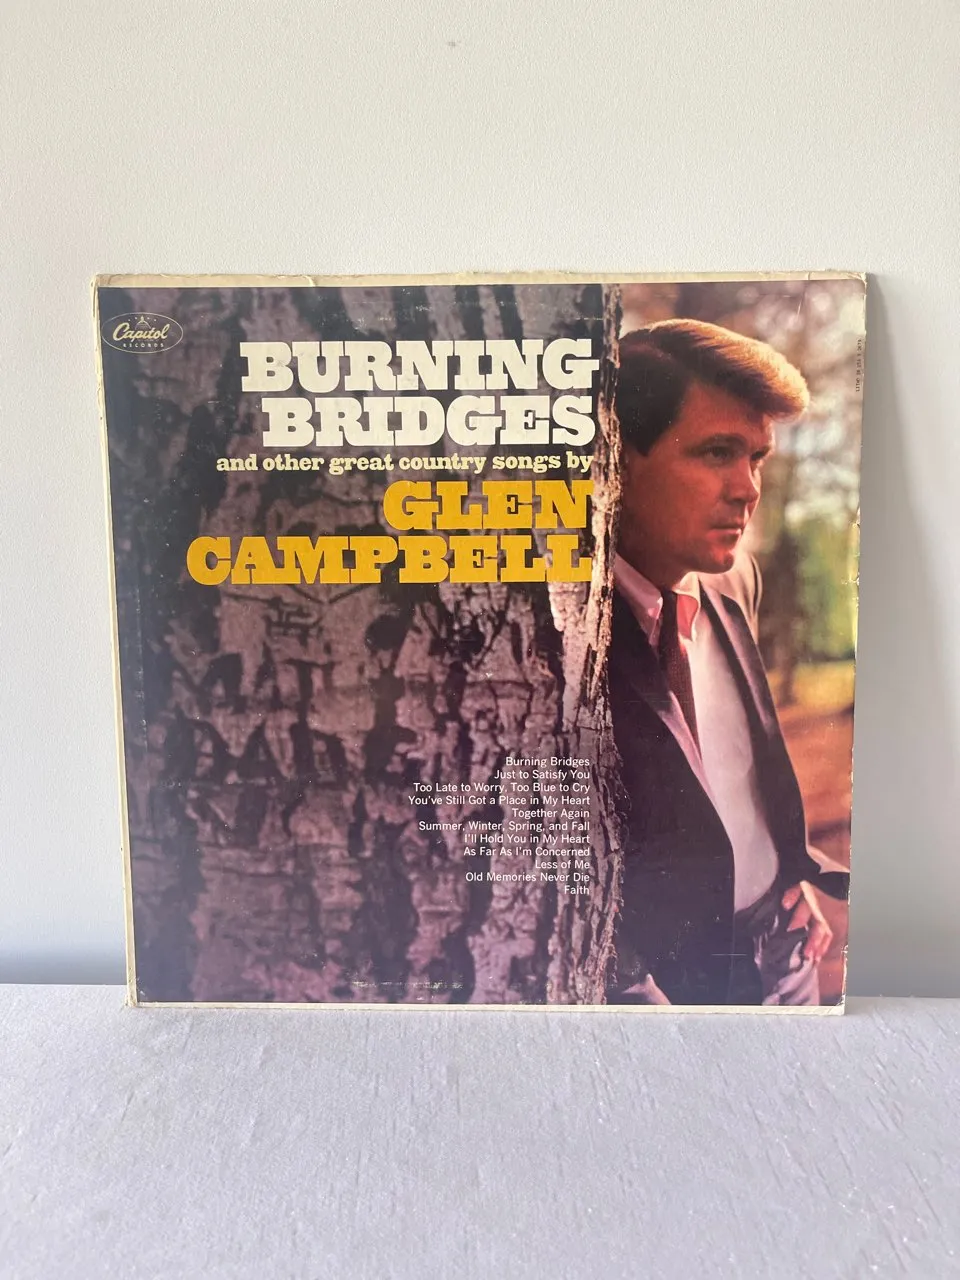 Capitol
RECORDS
BURNING
BRIDGES
and other great country songs by
GLEN
CAMPBELL
Burning Bridges
Just to Satisfy You
Too Late to Worry, Too Blue to Cry
You've Still Got a Place in My Heart
Together Again
Summer, Winter, Spring, and Fall
I'll Hold You in My Heart
As Far As I'm Concerned
Less of Me
Old Memories Never Die
Faith